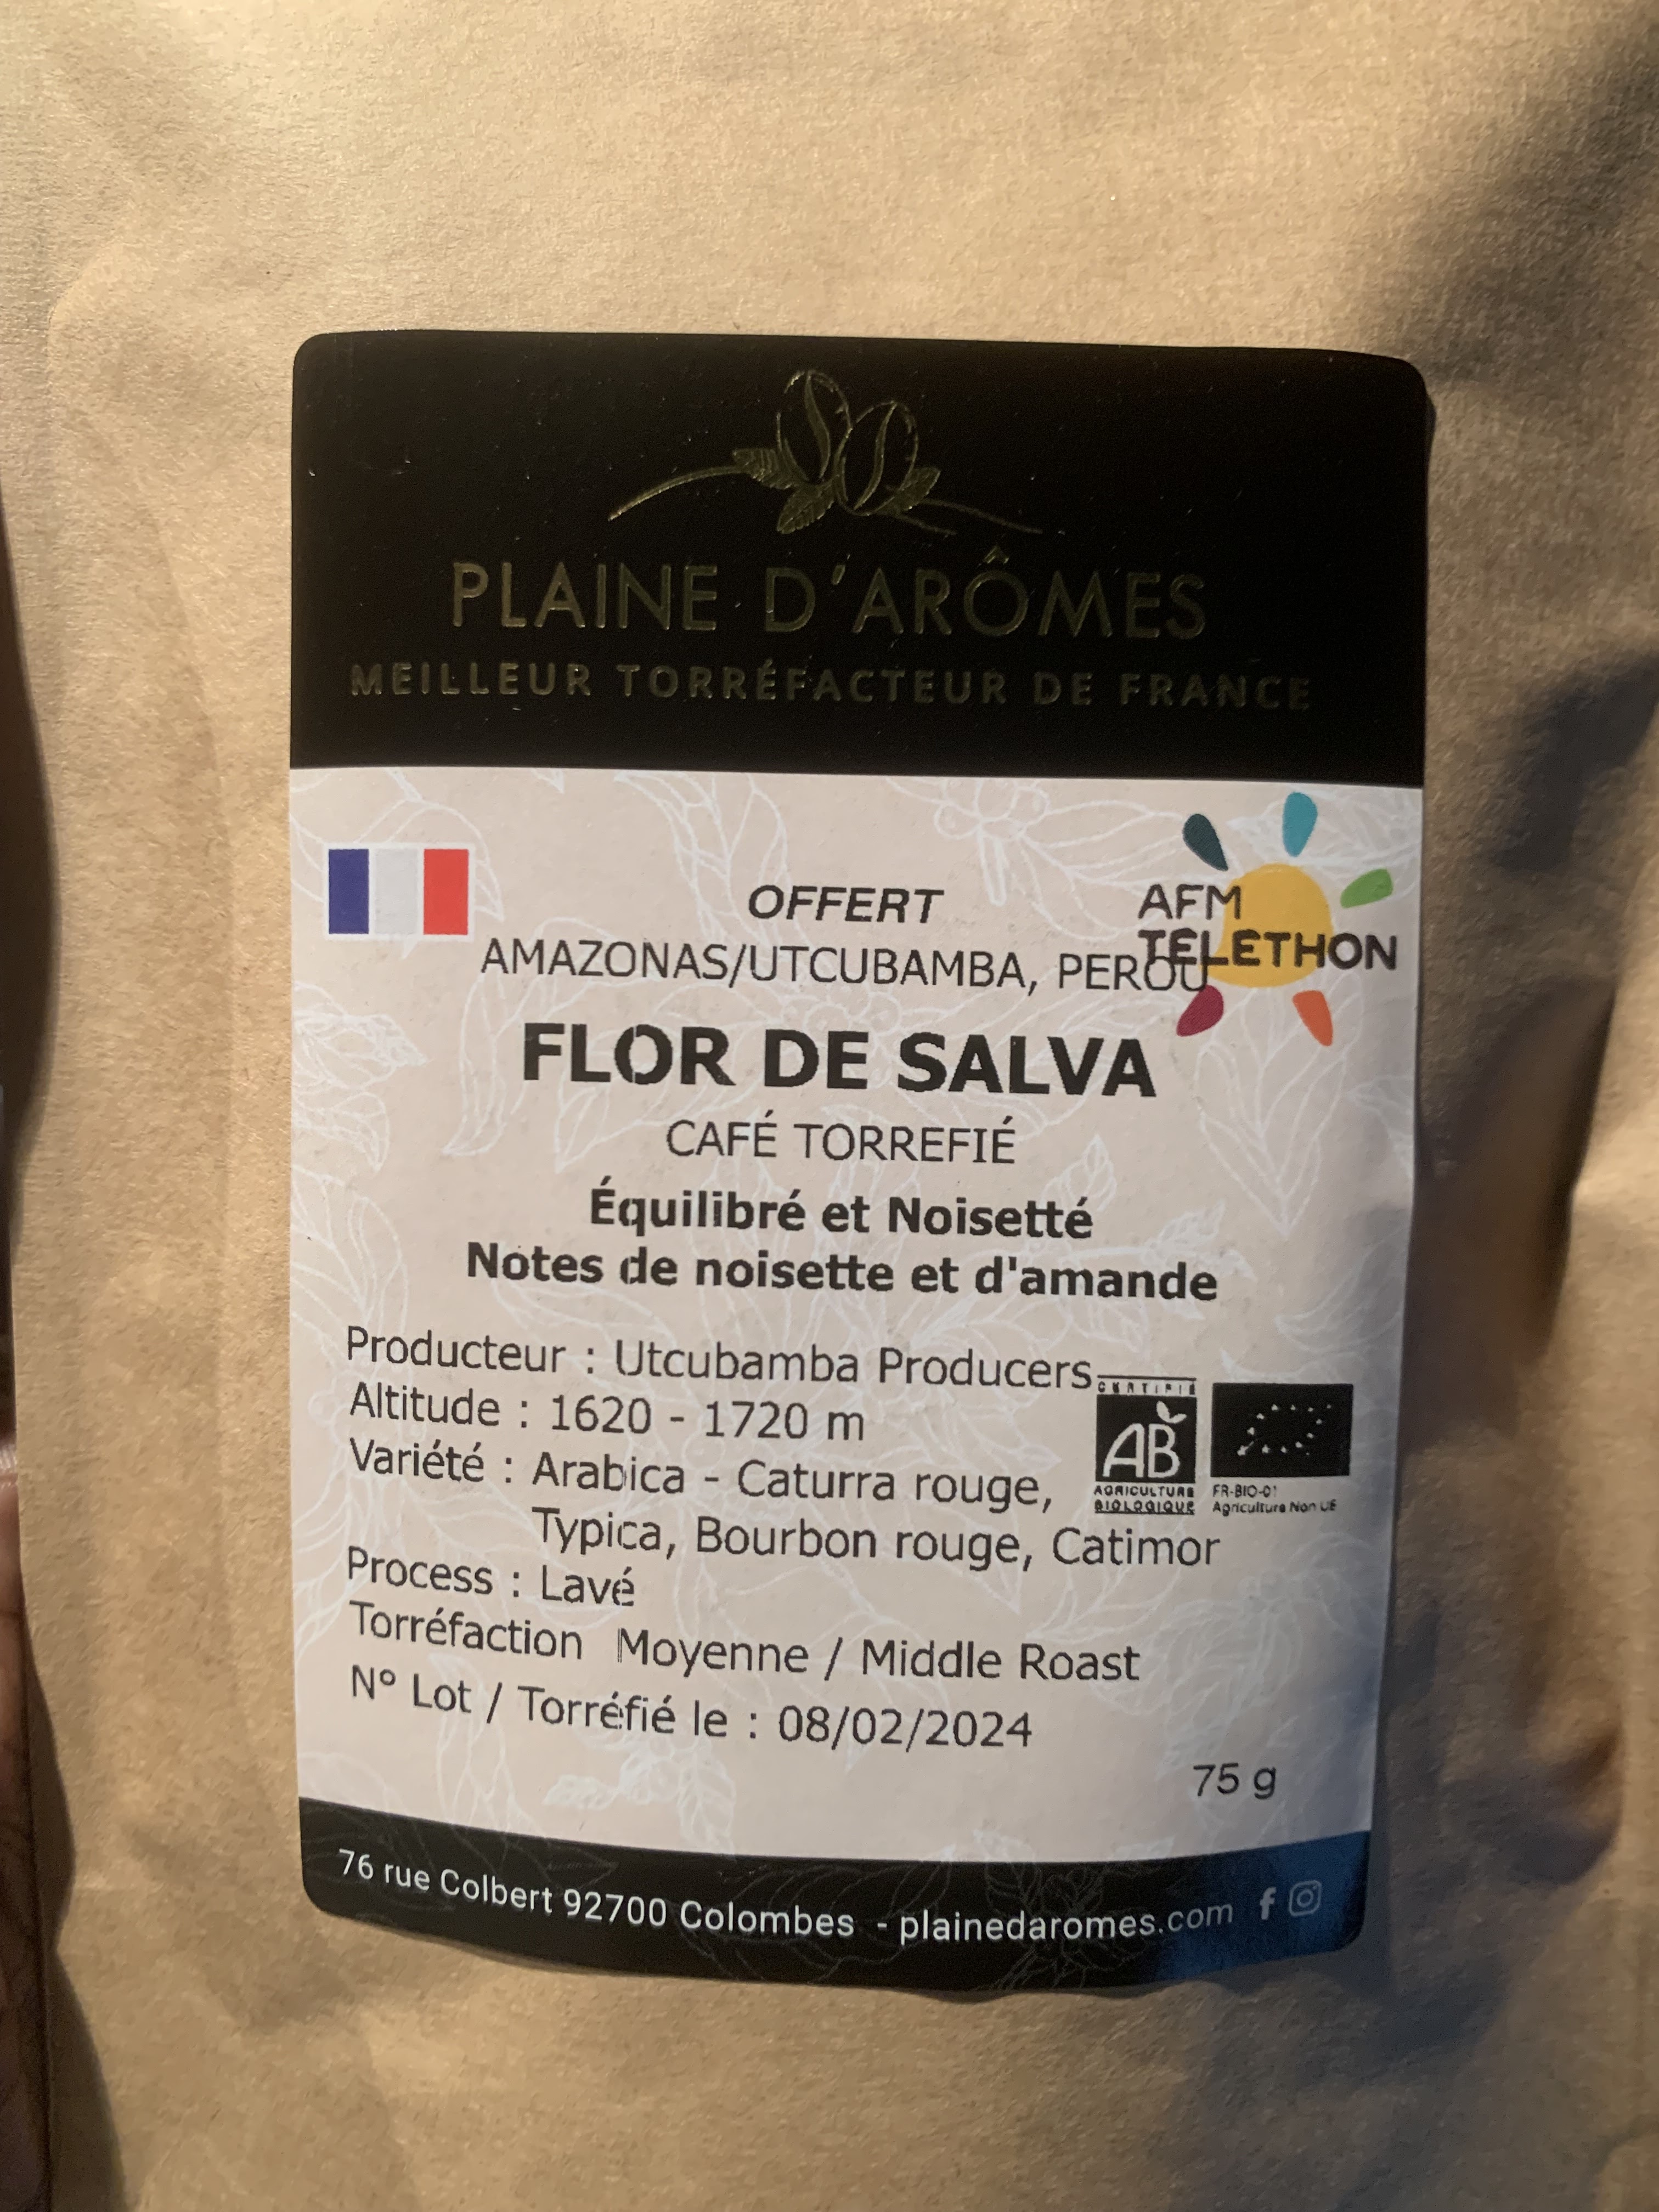 PLAINE D'ARÔMES
MEILLEUR TORRÉFACTEUR DE FRANCE
OFFERT
AFM
TÉLÉTHON
AMAZONAS/UTCUBAMBA, PEROU
FLOR DE SALVA
CAFÉ TORREFIÉ
Équilibré et Noisetté
Notes de noisette et d'amande
Producteur : Utcubamba Producers
Altitude : 1620 - 1720 m
Variété : Arabica - Caturra rouge,
Typica, Bourbon rouge, Catimor
CERTIFIÉ
AB
AGRICULTURE
BIOLOGIQUE
FR-BIO-01
Agriculture Non UE
Process : Lavé
Torréfaction Moyenne / Middle Roast
N° Lot / Torréfié le : 08/02/2024
75 g
76 rue Colbert 92700 Colombes - plainedaromes.com